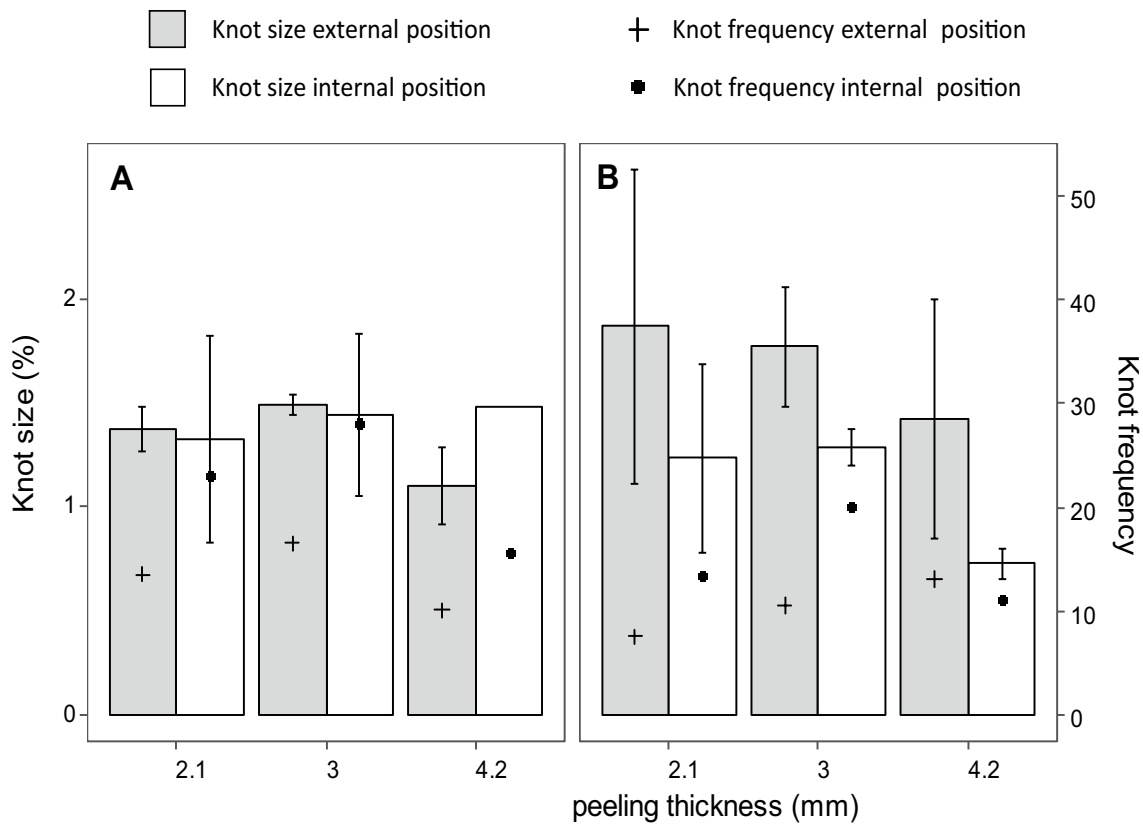 Knot size external position
Knot frequency external position
Knot size internal position
Knot frequency internal position
A
B
Knot size (%)
2
1
0
50
40
30
20
10
0
Knot frequency
2.1
3
4.2
2.1
3
4.2
peeling thickness (mm)